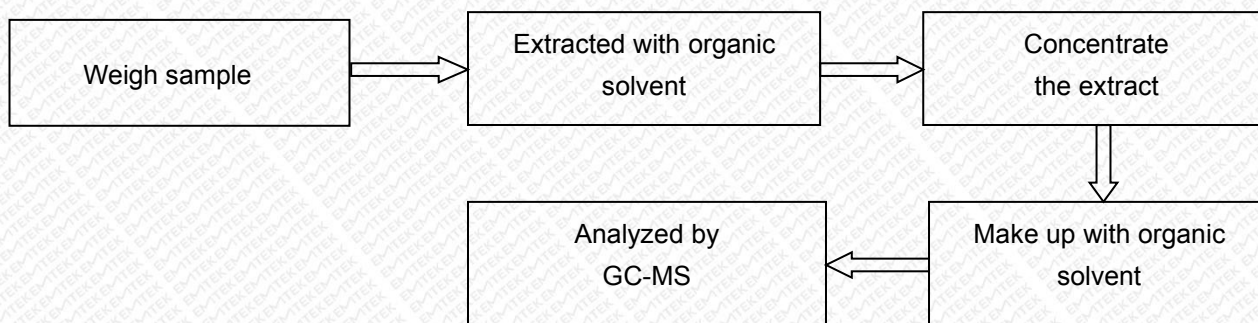 Weigh sample
Extracted with organic
solvent
Concentrate
the extract
Make up with organic
solvent
Analyzed by
GC-MS